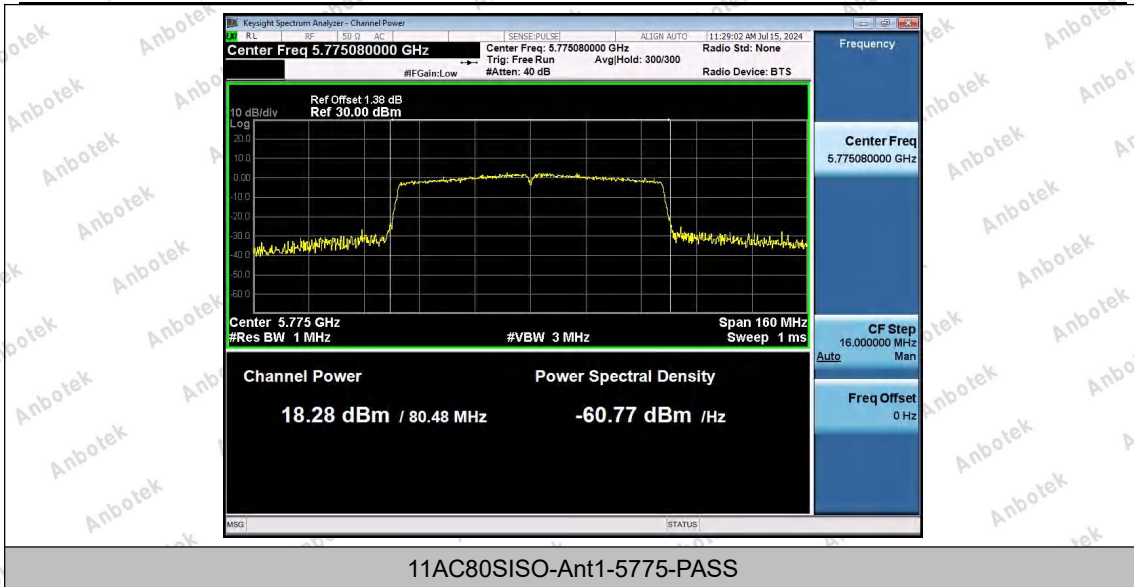 Keysight Spectrum Analyzer - Channel Power
RL RF 50 Ω AC SENSE:PULSE ALIGN AUTO 11:29:02 AM Jul 15, 2024
Center Freq 5.775080000 GHz
Center Freq: 5.775080000 GHz Radio Std: None
Trig: Free Run Avg|Hold: 300/300
#IFGain:Low #Atten: 40 dB Radio Device: BTS
Ref Offset 1.38 dB
10 dB/div Ref 30.00 dBm
Log
20.0
10.0
0.00
-10.0
-20.0
-30.0
-40.0
-50.0
-60.0
Center 5.775 GHz Span 160 MHz
#Res BW 1 MHz #VBW 3 MHz Sweep 1 ms
Channel Power Power Spectral Density
18.28 dBm / 80.48 MHz -60.77 dBm /Hz
MSG STATUS
Frequency
Center Freq
5.775080000 GHz
CF Step
16.000000 MHz
Auto Man
Freq Offset
0 Hz
11AC80SISO-Ant1-5775-PASS
Anbotek